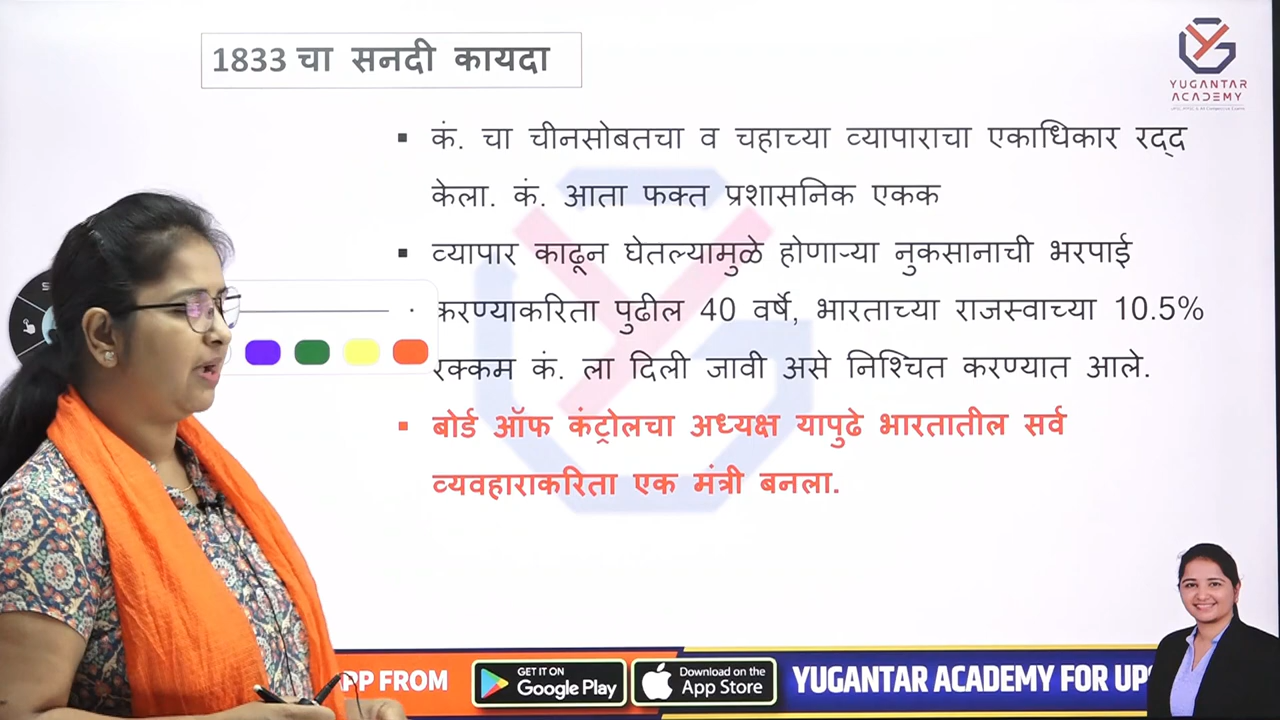 1833 चा सनदी कायदा
YUGANTAR
ACADEMY
▪ कं. चा चीनसोबतचा व चहाच्या व्यापाराचा एकाधिकार रद्द
केला. कं. आता फक्त प्रशासनिक एकक
▪ व्यापार काढून घेतल्यामुळे होणाऱ्या नुकसानाची भरपाई
करण्याकरिता पुढील 40 वर्षे, भारताच्या राजस्वाच्या 10.5%
रक्कम कं. ला दिली जावी असे निश्चित करण्यात आले.
▪ बोर्ड ऑफ कंट्रोलचा अध्यक्ष यापुढे भारतातील सर्व
व्यवहाराकरिता एक मंत्री बनला.
PP FROM
GET IT ON
Google Play
Download on the
App Store
YUGANTAR ACADEMY FOR UPS